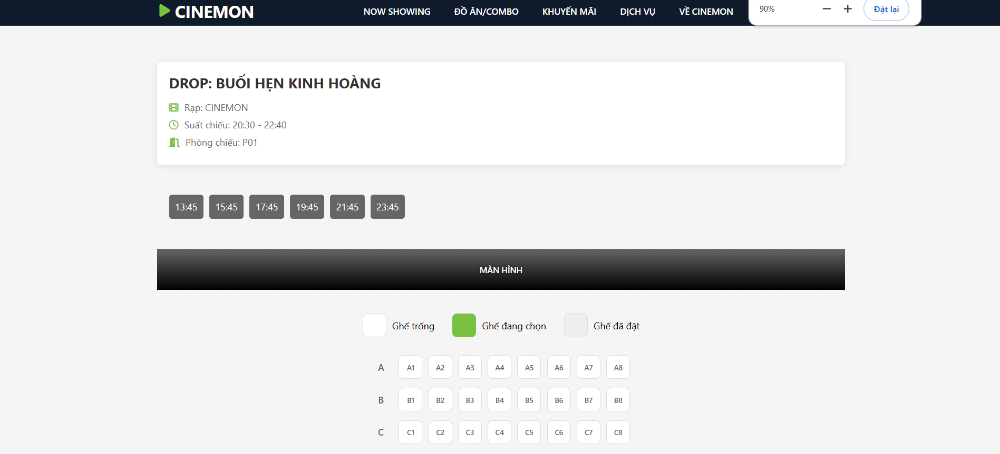 CINEMON NOW SHOWING ĐỒ ĂN/COMBO KHUYẾN MÃI DỊCH VỤ VỀ CINEMON 90% Đặt lại
DROP: BUỔI HẸN KINH HOÀNG
Rạp: CINEMON
Suất chiếu: 20:30 - 22:40
Phòng chiếu: P01
13:45 15:45 17:45 19:45 21:45 23:45
MÀN HÌNH
Ghế trống Ghế đang chọn Ghế đã đặt
A A1 A2 A3 A4 A5 A6 A7 A8
B B1 B2 B3 B4 B5 B6 B7 B8
C C1 C2 C3 C4 C5 C6 C7 C8